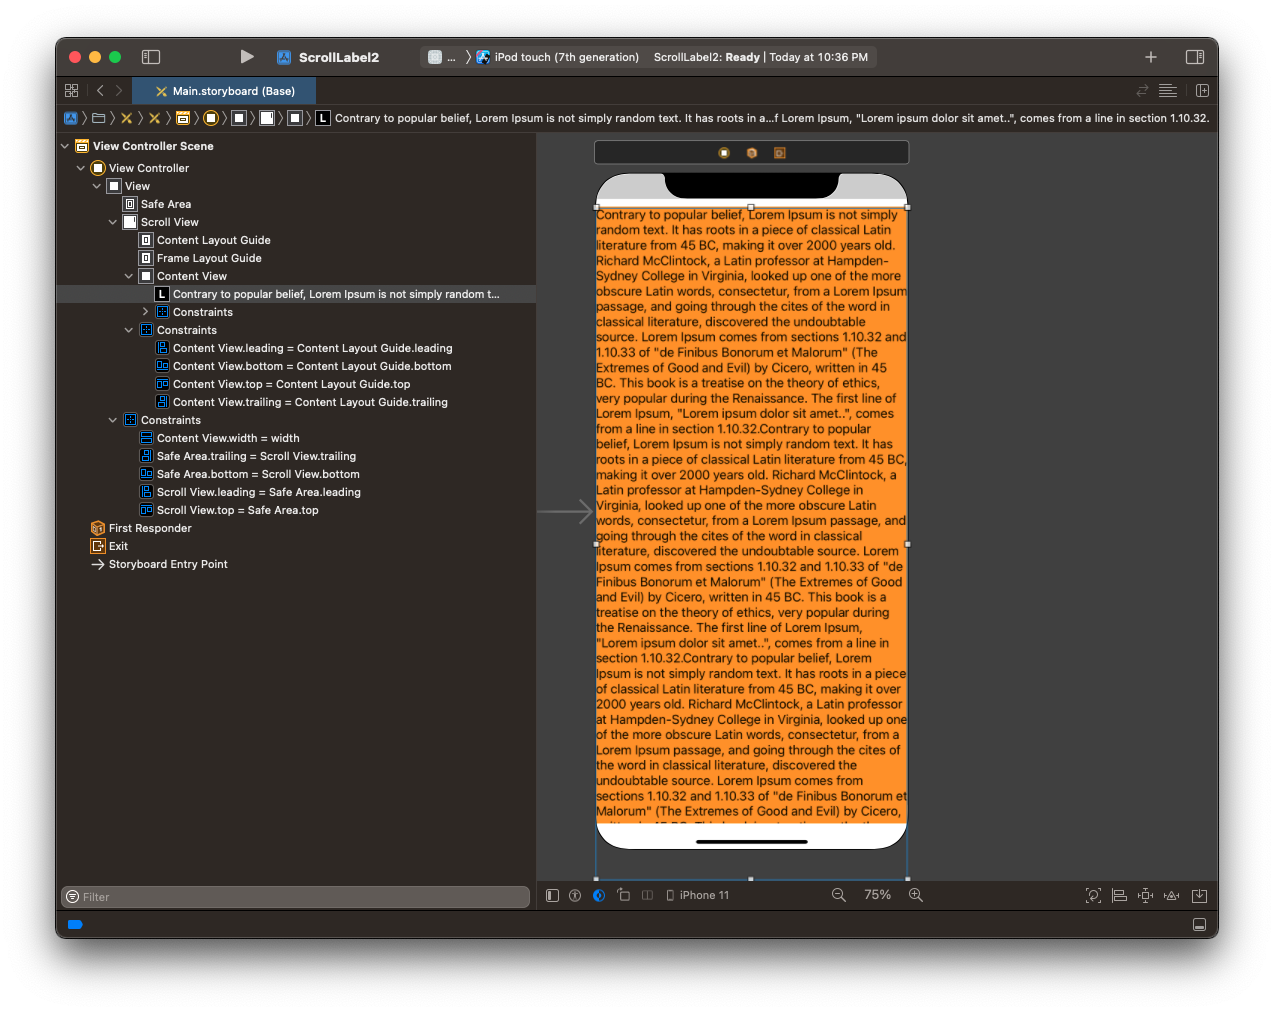 ScrollLabel2
... iPod touch (7th generation) ScrollLabel2: Ready | Today at 10:36 PM
Main.storyboard (Base)
L Contrary to popular belief, Lorem Ipsum is not simply random text. It has roots in a...f Lorem Ipsum, "Lorem ipsum dolor sit amet..", comes from a line in section 1.10.32.
View Controller Scene
View Controller
View
Safe Area
Scroll View
Content Layout Guide
Frame Layout Guide
Content View
L Contrary to popular belief, Lorem Ipsum is not simply random t...
Constraints
Constraints
Content View.leading = Content Layout Guide.leading
Content View.bottom = Content Layout Guide.bottom
Content View.top = Content Layout Guide.top
Content View.trailing = Content Layout Guide.trailing
Constraints
Content View.width = width
Safe Area.trailing = Scroll View.trailing
Safe Area.bottom = Scroll View.bottom
Scroll View.leading = Safe Area.leading
Scroll View.top = Safe Area.top
First Responder
Exit
Storyboard Entry Point
Filter
Contrary to popular belief, Lorem Ipsum is not simply
random text. It has roots in a piece of classical Latin
literature from 45 BC, making it over 2000 years old.
Richard McClintock, a Latin professor at Hampden-
Sydney College in Virginia, looked up one of the more
obscure Latin words, consectetur, from a Lorem Ipsum
passage, and going through the cites of the word in
classical literature, discovered the undoubtable
source. Lorem Ipsum comes from sections 1.10.32 and
1.10.33 of "de Finibus Bonorum et Malorum" (The
Extremes of Good and Evil) by Cicero, written in 45
BC. This book is a treatise on the theory of ethics,
very popular during the Renaissance. The first line of
Lorem Ipsum, "Lorem ipsum dolor sit amet..", comes
from a line in section 1.10.32.Contrary to popular
belief, Lorem Ipsum is not simply random text. It has
roots in a piece of classical Latin literature from 45 BC,
making it over 2000 years old. Richard McClintock, a
Latin professor at Hampden-Sydney College in
Virginia, looked up one of the more obscure Latin
words, consectetur, from a Lorem Ipsum passage, and
going through the cites of the word in classical
literature, discovered the undoubtable source. Lorem
Ipsum comes from sections 1.10.32 and 1.10.33 of "de
Finibus Bonorum et Malorum" (The Extremes of Good
and Evil) by Cicero, written in 45 BC. This book is a
treatise on the theory of ethics, very popular during
the Renaissance. The first line of Lorem Ipsum,
"Lorem ipsum dolor sit amet..", comes from a line in
section 1.10.32.Contrary to popular belief, Lorem
Ipsum is not simply random text. It has roots in a piece
of classical Latin literature from 45 BC, making it over
2000 years old. Richard McClintock, a Latin professor
at Hampden-Sydney College in Virginia, looked up one
of the more obscure Latin words, consectetur, from a
Lorem Ipsum passage, and going through the cites of
the word in classical literature, discovered the
undoubtable source. Lorem Ipsum comes from
sections 1.10.32 and 1.10.33 of "de Finibus Bonorum et
Malorum" (The Extremes of Good and Evil) by Cicero,
iPhone 11
75%